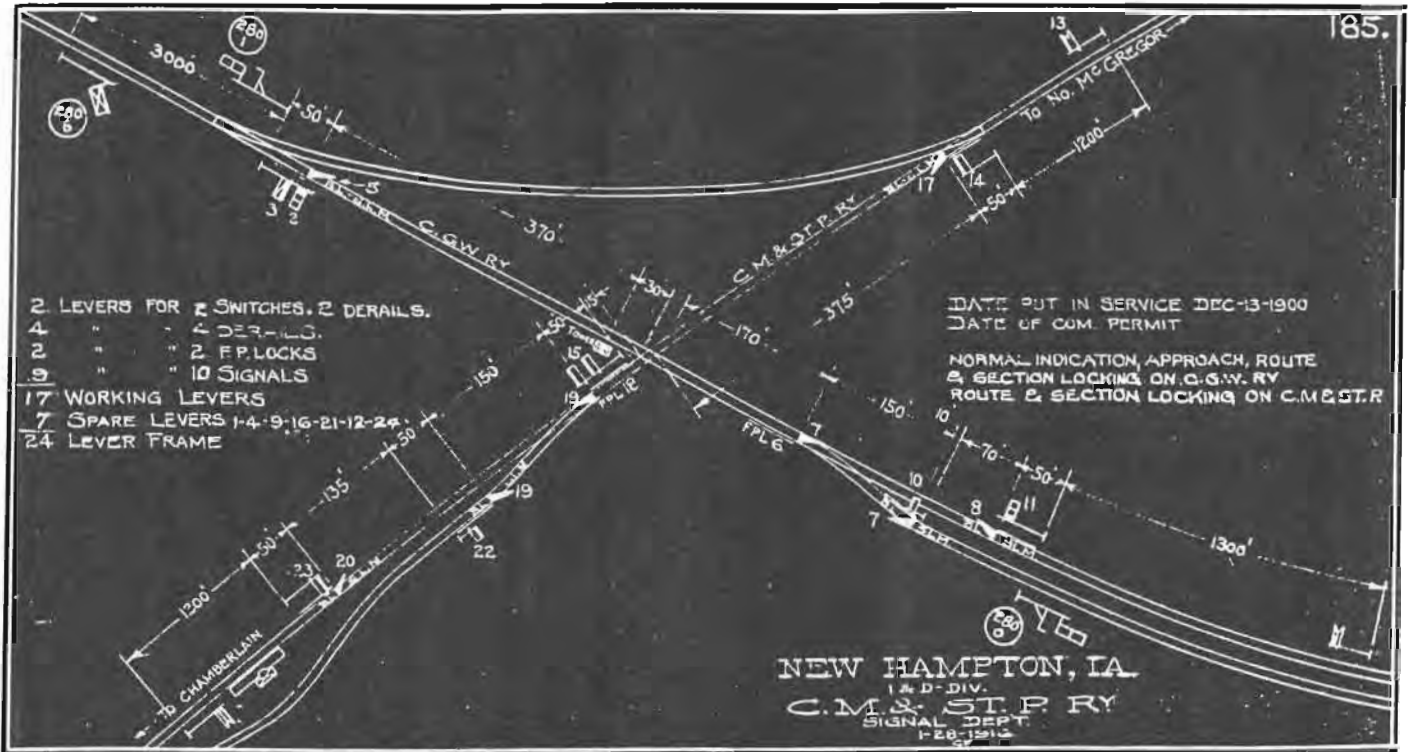 185.
280
1
3000'
280
b
50'
13
TO NO. MCGREGOR
1200'
17
14
50'
5
3
2
370'
C.G.W. RY
C.M. & ST. P. RY
375'
15'
30'
170'
50'
TOWER
15
150'
19
FPL 18
50'
135'
19
22
50'
23
20
1200'
TO CHAMBERLAIN
FPL 6
7
150'
10'
10
70'
50'
7
8
11
1300'
280
a
2 LEVERS FOR 2 SWITCHES. 2 DERAILS.
4 " " 4 DERAILS.
2 " " 2 F.P. LOCKS
9 " " 10 SIGNALS
17 WORKING LEVERS
7 SPARE LEVERS 1-4-9-16-21-12-24
24 LEVER FRAME
DATE PUT IN SERVICE DEC-13-1900
DATE OF COM. PERMIT
NORMAL INDICATION, APPROACH, ROUTE
& SECTION LOCKING ON C.G.W. RY
ROUTE & SECTION LOCKING ON C.M.& ST.P
NEW HAMPTON, IA.
I & D-DIV.
C.M. & ST. P. RY
SIGNAL DEPT.